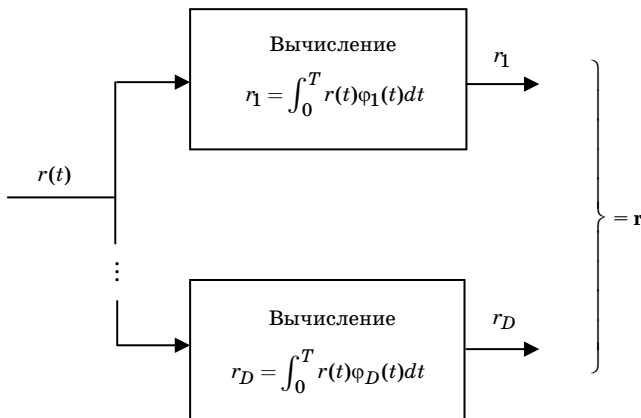 Вычисление
r₁ = ∫₀ᵀ r(t)φ₁(t)dt
r₁
r(t)
= r
⋮
Вычисление
r_D = ∫₀ᵀ r(t)φ_D(t)dt
r_D